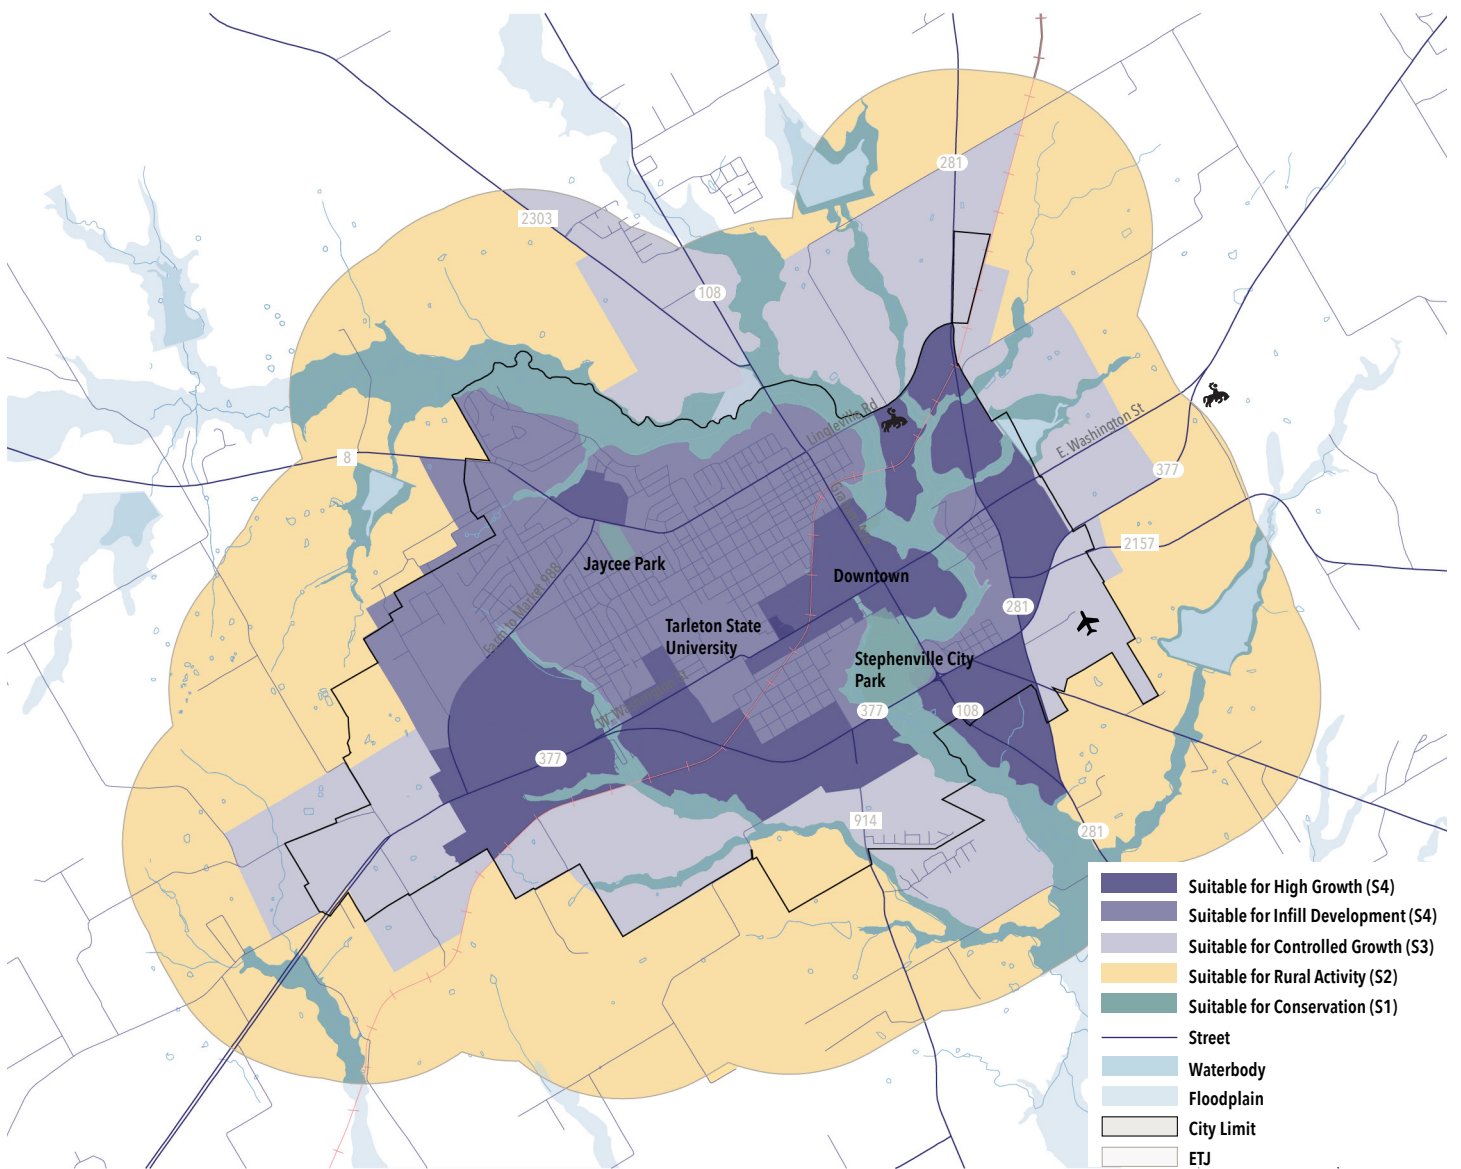 281
2303
108
Lingleville Rd
E. Washington St
8
377
2157
Jaycee Park
Downtown
Farm to Market 988
281
Tarleton State
University
Stephenville City
Park
W. Washington St
377
108
377
914
281
Suitable for High Growth (S4)
Suitable for Infill Development (S4)
Suitable for Controlled Growth (S3)
Suitable for Rural Activity (S2)
Suitable for Conservation (S1)
Street
Waterbody
Floodplain
City Limit
ETJ